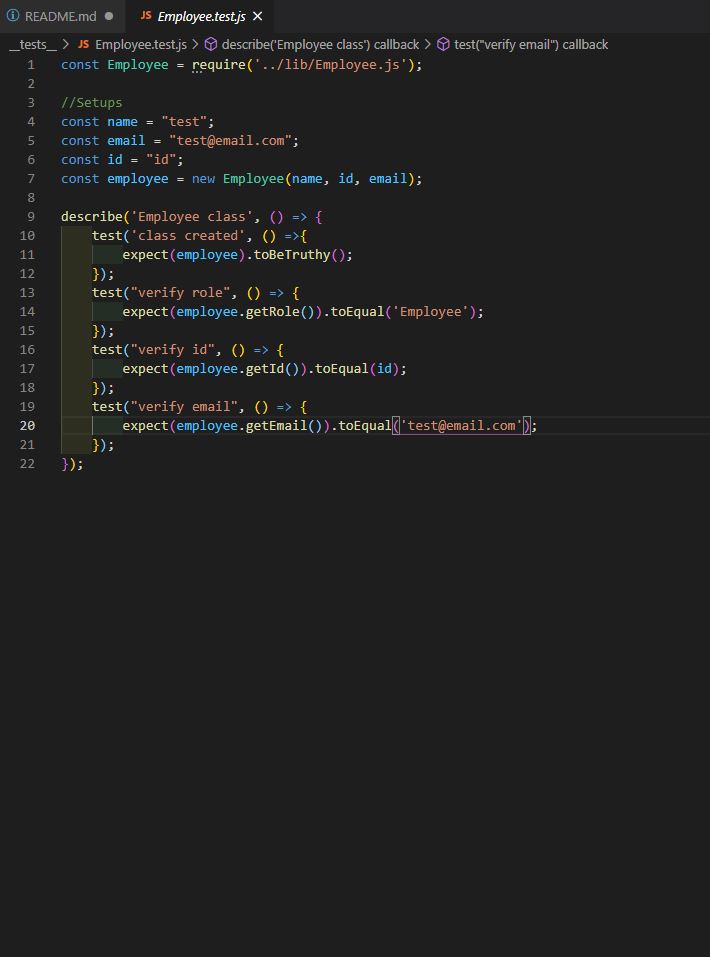 README.md ● JS Employee.test.js ×
__tests__ > JS Employee.test.js > describe('Employee class') callback > test("verify email") callback
1 const Employee = require('../lib/Employee.js');
2
3 //Setups
4 const name = "test";
5 const email = "test@email.com";
6 const id = "id";
7 const employee = new Employee(name, id, email);
8
9 describe('Employee class', () => {
10     test('class created', () =>{
11         expect(employee).toBeTruthy();
12     });
13     test("verify role", () => {
14         expect(employee.getRole()).toEqual('Employee');
15     });
16     test("verify id", () => {
17         expect(employee.getId()).toEqual(id);
18     });
19     test("verify email", () => {
20         expect(employee.getEmail()).toEqual('test@email.com');
21     });
22 });